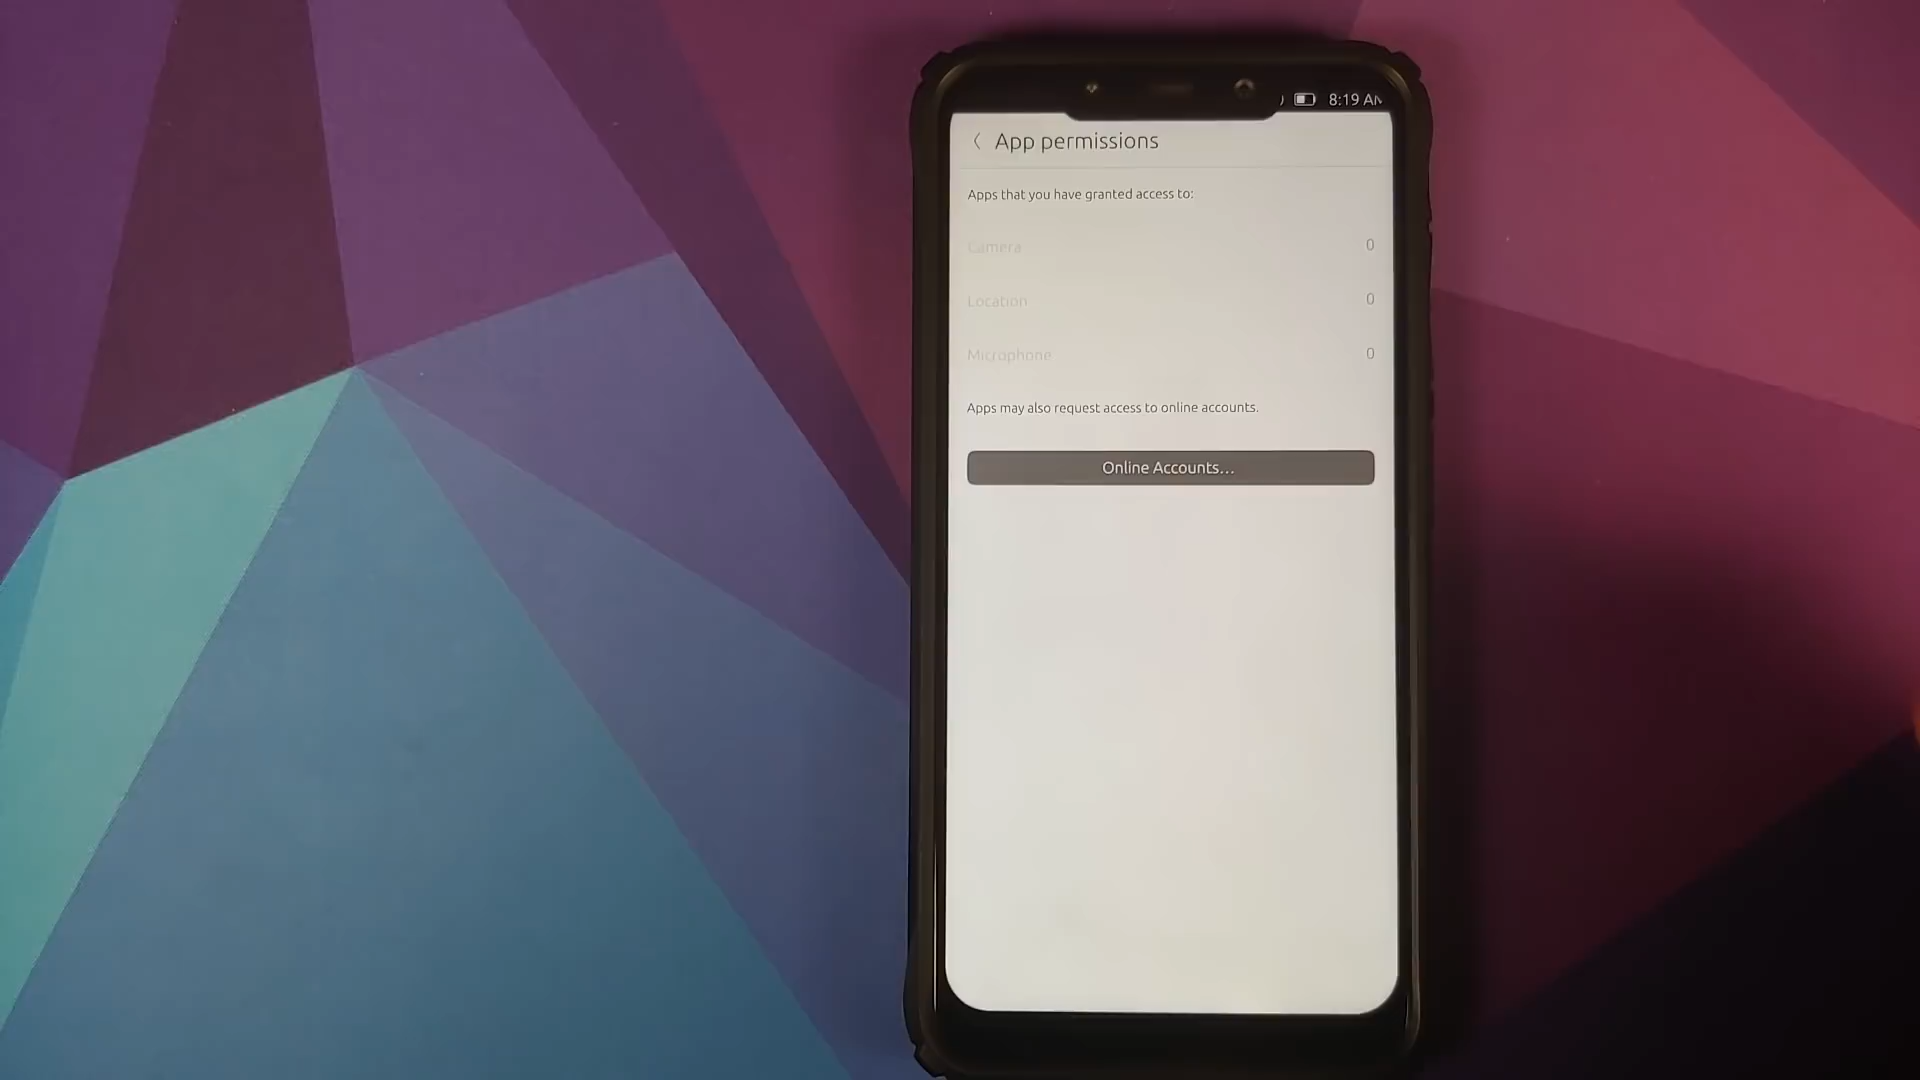 8:19 AM
App permissions
Apps that you have granted access to:
Camera 0
Location 0
Microphone 0
Apps may also request access to online accounts.
Online Accounts...